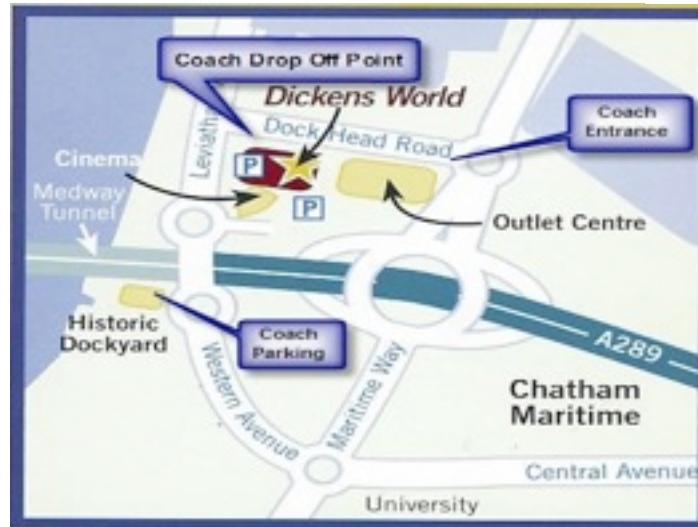 Coach Drop Off Point
Dickens World
Coach
Entrance
Dock Head Road
Cinema
P
P
Medway
Tunnel
Outlet Centre
Historic
Dockyard
Coach
Parking
A289
Western Avenue
Maritime Way
Chatham
Maritime
Central Avenue
University